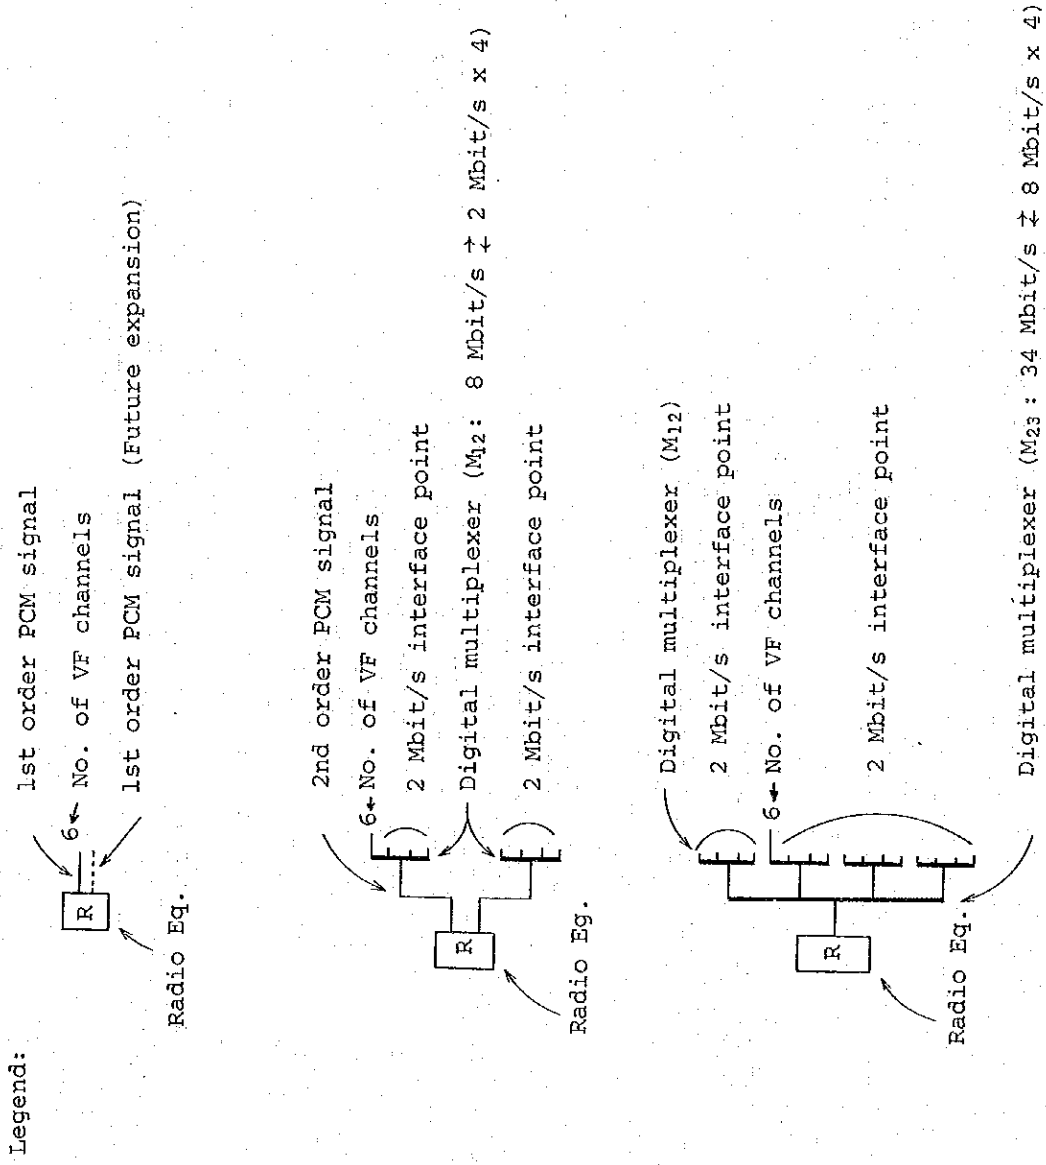 Legend:
1st order PCM signal
6 No. of VF channels
R
1st order PCM signal (Future expansion)
Radio Eq.
2nd order PCM signal
6 No. of VF channels
2 Mbit/s interface point
R
Digital multiplexer (M12: 8 Mbit/s ⇄ 2 Mbit/s x 4)
2 Mbit/s interface point
Radio Eg.
Digital multiplexer (M12)
2 Mbit/s interface point
6 No. of VF channels
R
2 Mbit/s interface point
Radio Eq.
Digital multiplexer (M23: 34 Mbit/s ⇄ 8 Mbit/s x 4)